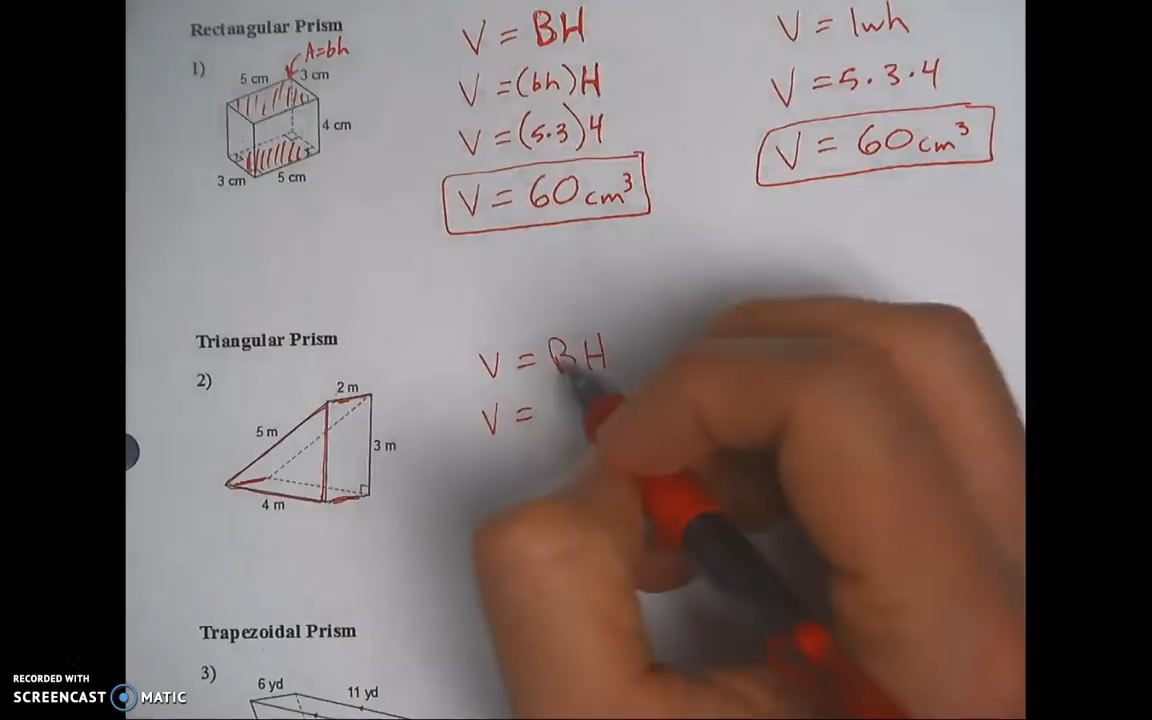 Rectangular Prism
1)
A=bh
5 cm
3 cm
4 cm
3 cm
5 cm
V = BH
V = (bh)H
V = (5·3)4
V = 60cm³
V = lwh
V = 5·3·4
V = 60cm³
Triangular Prism
2)
2 m
5 m
3 m
4 m
V = BH
V =
Trapezoidal Prism
3)
6 yd
11 yd
RECORDED WITH
SCREENCAST MATIC